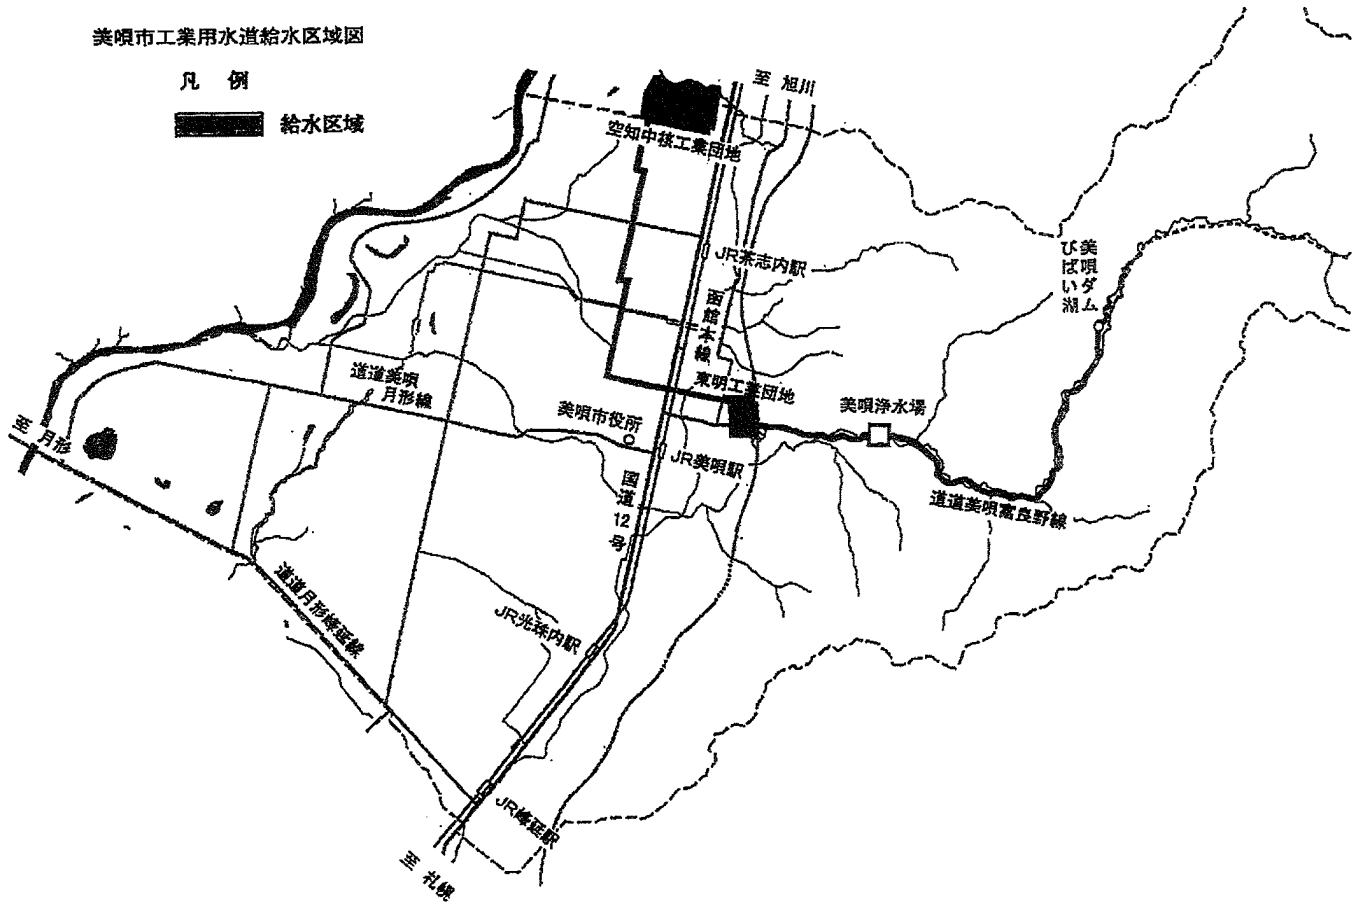 美唄市工業用水道給水区域図
凡 例
給水区域
至 旭川
空知中核工業団地
JR茶志内駅
函館本線
美唄ダム
びばい湖
東明工業団地
美唄浄水場
道道美唄
月形線
美唄市役所
JR美唄駅
至 月形
国道12号
道道美唄富良野線
道道月形峰延線
JR光珠内駅
JR峰延駅
至 札幌